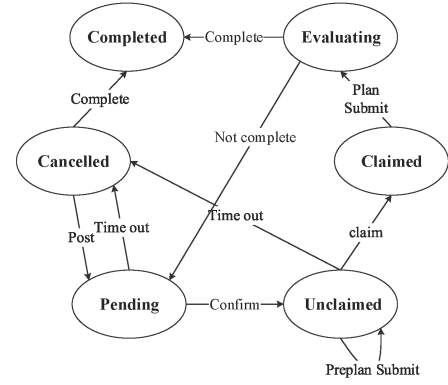 Completed
Complete
Evaluating
Complete
Plan
Submit
Not complete
Cancelled
Claimed
Post
Time out
Time out
claim
Pending
Confirm
Unclaimed
Preplan Submit